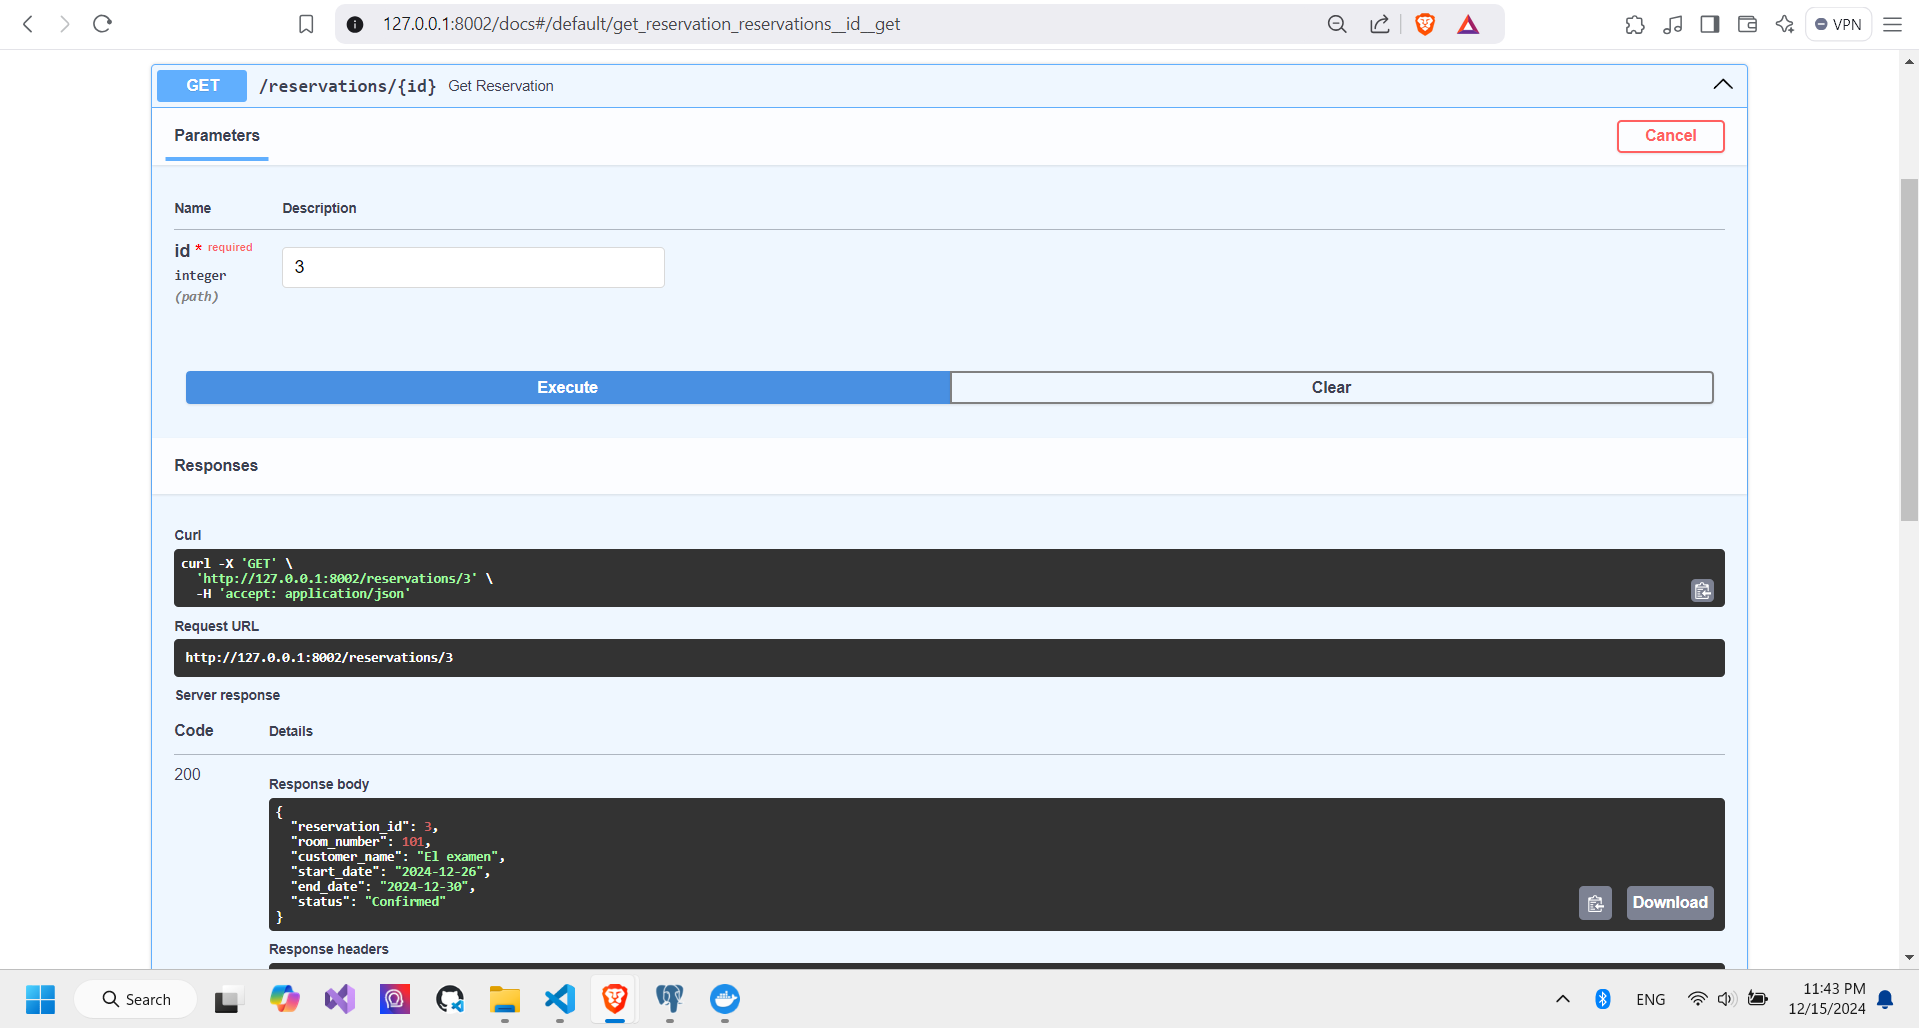 127.0.0.1:8002/docs#/default/get_reservation_reservations__id__get
VPN
GET /reservations/{id} Get Reservation
Parameters
Cancel
Name Description
id * required
integer
(path)
3
Execute Clear
Responses
Curl
curl -X 'GET' \
'http://127.0.0.1:8002/reservations/3' \
-H 'accept: application/json'
Request URL
http://127.0.0.1:8002/reservations/3
Server response
Code Details
200
Response body
{
"reservation_id": 3,
"room_number": 101,
"customer_name": "El examen",
"start_date": "2024-12-26",
"end_date": "2024-12-30",
"status": "Confirmed"
}
Download
Response headers
Search
ENG
11:43 PM
12/15/2024